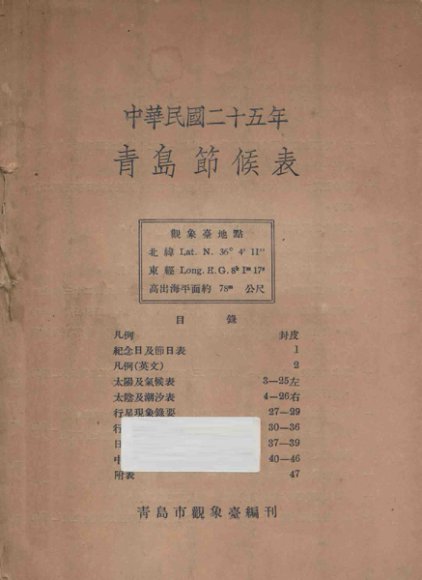 中華民國二十五年
青島節候表
觀象臺地點
北緯 Lat. N. 36° 4' 11"
東經 Long. E.G. 8h 1m 17s
高出海平面約 78m 公尺
目錄
凡例 封皮
紀念日及節日表 1
凡例(英文) 2
太陽及氣候表 3—25左
太陰及潮汐表 4—26右
行星現象錄要 27—29
行 30—36
日 37—39
中 40—46
附表 47
青島市觀象臺編刊